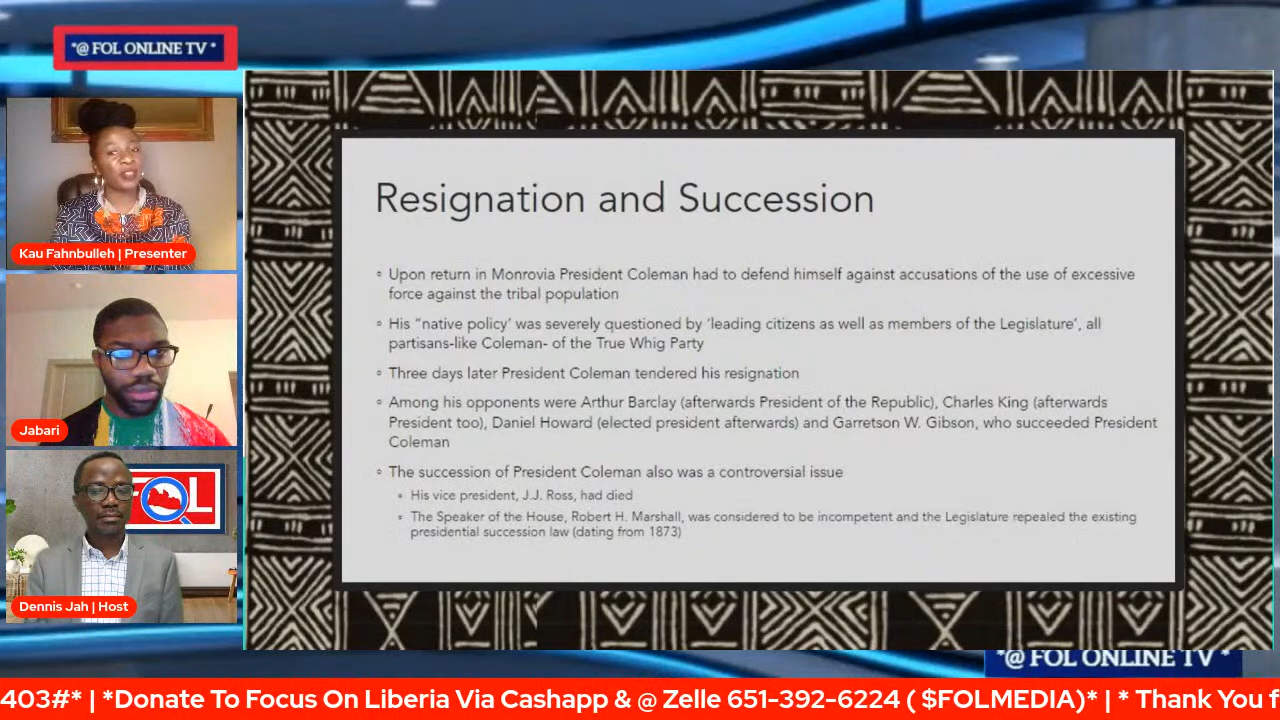 *@ FOL ONLINE TV *
Kau Fahnbulleh | Presenter
Jabari
FOL
Dennis Jah | Host
Resignation and Succession
Upon return in Monrovia President Coleman had to defend himself against accusations of the use of excessive
force against the tribal population
His “native policy’ was severely questioned by ‘leading citizens as well as members of the Legislature’, all
partisans-like Coleman- of the True Whig Party
Three days later President Coleman tendered his resignation
Among his opponents were Arthur Barclay (afterwards President of the Republic), Charles King (afterwards
President too), Daniel Howard (elected president afterwards) and Garretson W. Gibson, who succeeded President
Coleman
The succession of President Coleman also was a controversial issue
His vice president, J.J. Ross, had died
The Speaker of the House, Robert H. Marshall, was considered to be incompetent and the Legislature repealed the existing
presidential succession law (dating from 1873)
*@ FOL ONLINE TV *
403#* | *Donate To Focus On Liberia Via Cashapp & @ Zelle 651-392-6224 ( $FOLMEDIA)* | * Thank You f